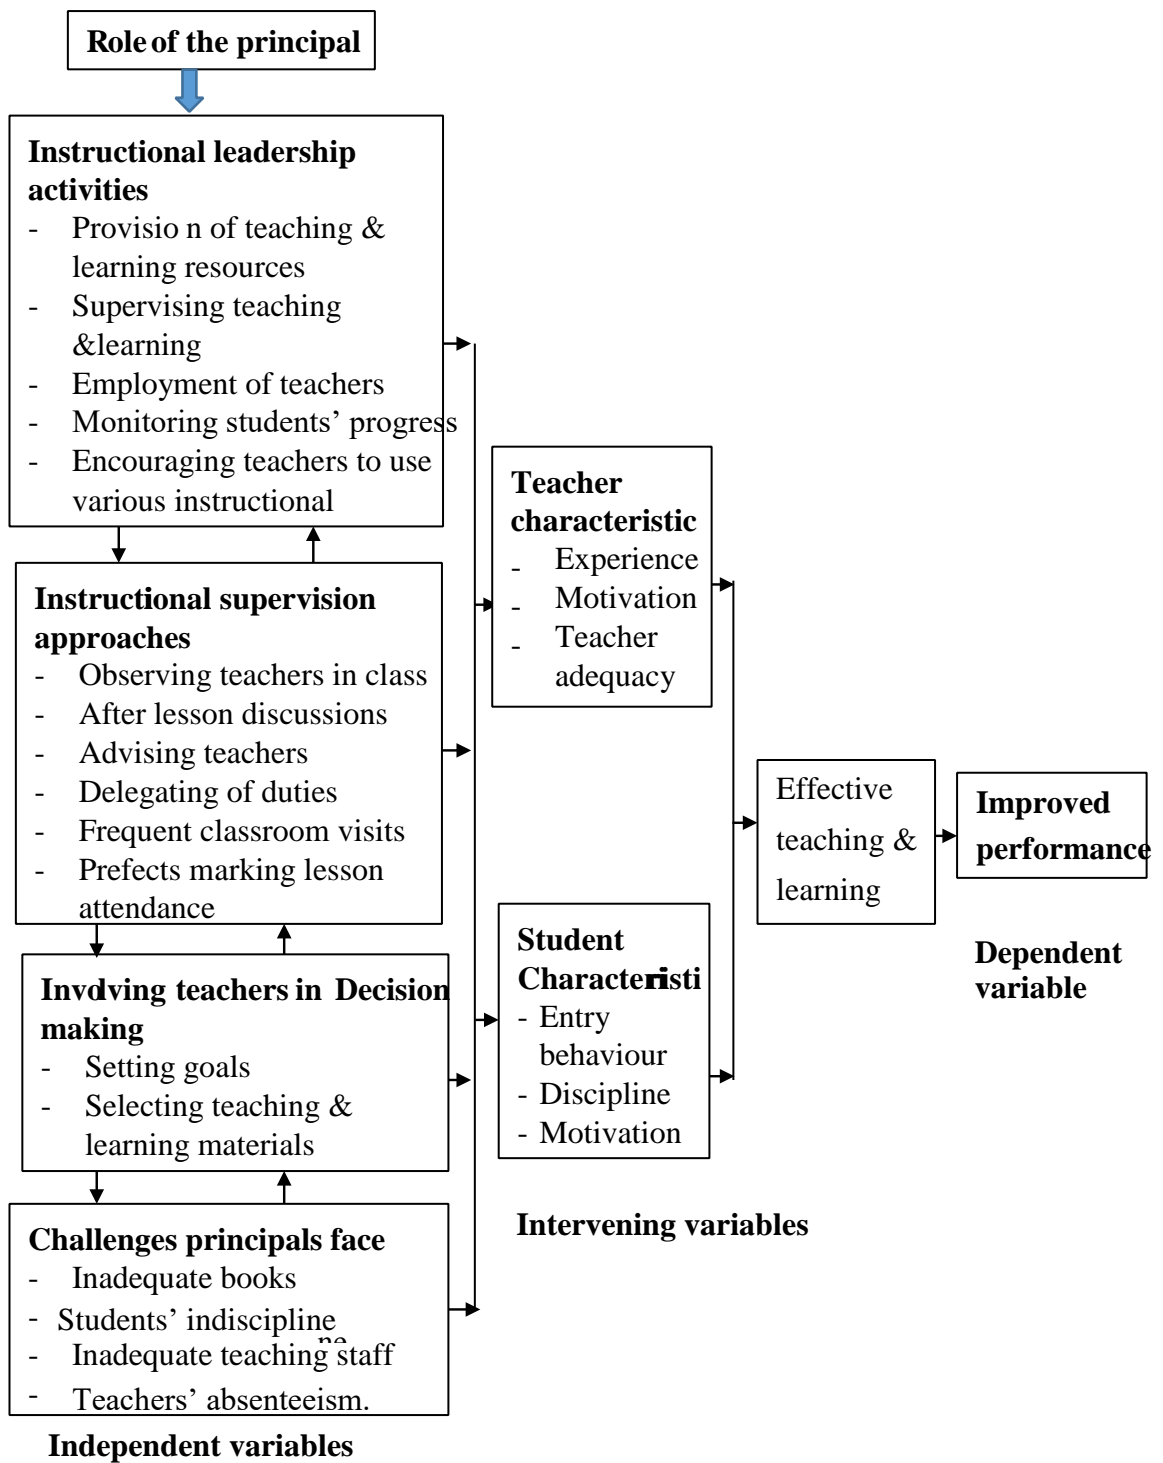 Role of the principal
Instructional leadership
activities
- Provisio n of teaching &
learning resources
- Supervising teaching
&learning
- Employment of teachers
- Monitoring students’ progress
- Encouraging teachers to use
various instructional
Instructional supervision
approaches
- Observing teachers in class
- After lesson discussions
- Advising teachers
- Delegating of duties
- Frequent classroom visits
- Prefects marking lesson
attendance
Involving teachers in Decision
making
- Setting goals
- Selecting teaching &
learning materials
Challenges principals face
- Inadequate books
- Students’ indiscipline
ne
- Inadequate teaching staff
- Teachers’ absenteeism.
Independent variables
Teacher
characteristic
- Experience
- Motivation
- Teacher
adequacy
Student
Characteristi
- Entry
behaviour
- Discipline
- Motivation
Intervening variables
Effective
teaching &
learning
Improved
performance
Dependent
variable